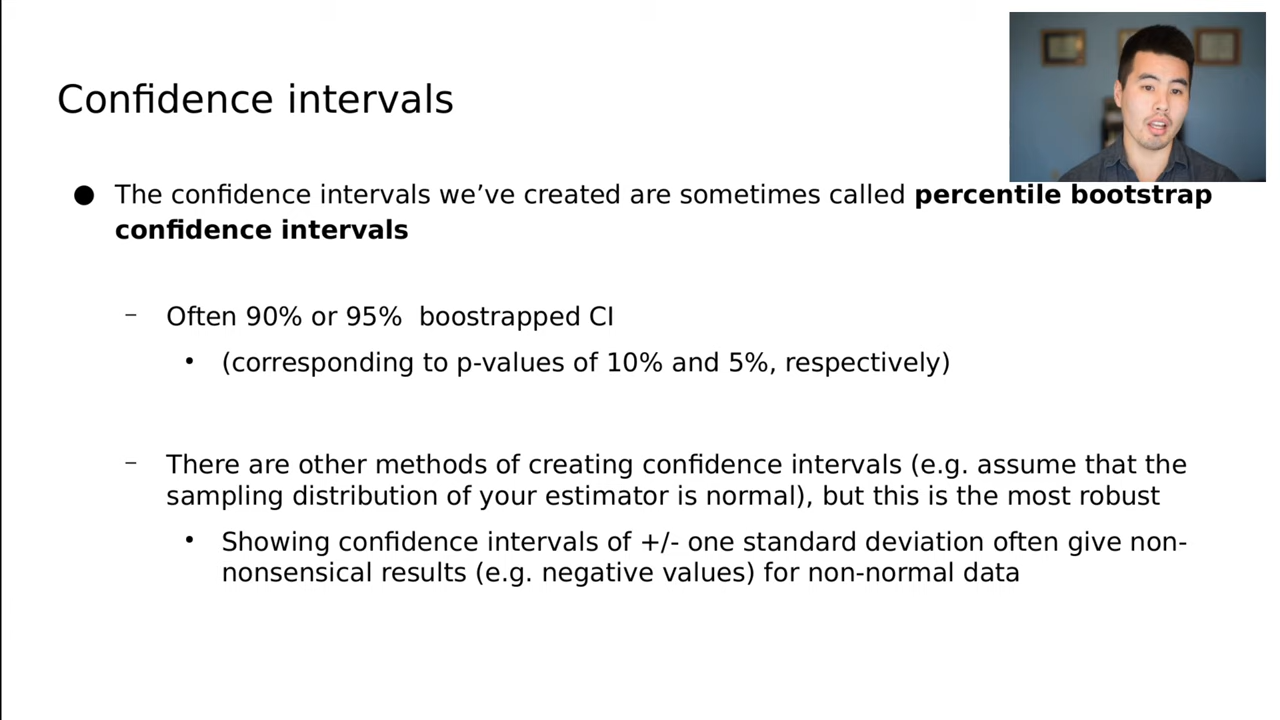 Confidence intervals
● The confidence intervals we’ve created are sometimes called percentile bootstrap
confidence intervals
– Often 90% or 95%  boostrapped CI
• (corresponding to p-values of 10% and 5%, respectively)
– There are other methods of creating confidence intervals (e.g. assume that the
sampling distribution of your estimator is normal), but this is the most robust
• Showing confidence intervals of +/- one standard deviation often give non-
nonsensical results (e.g. negative values) for non-normal data